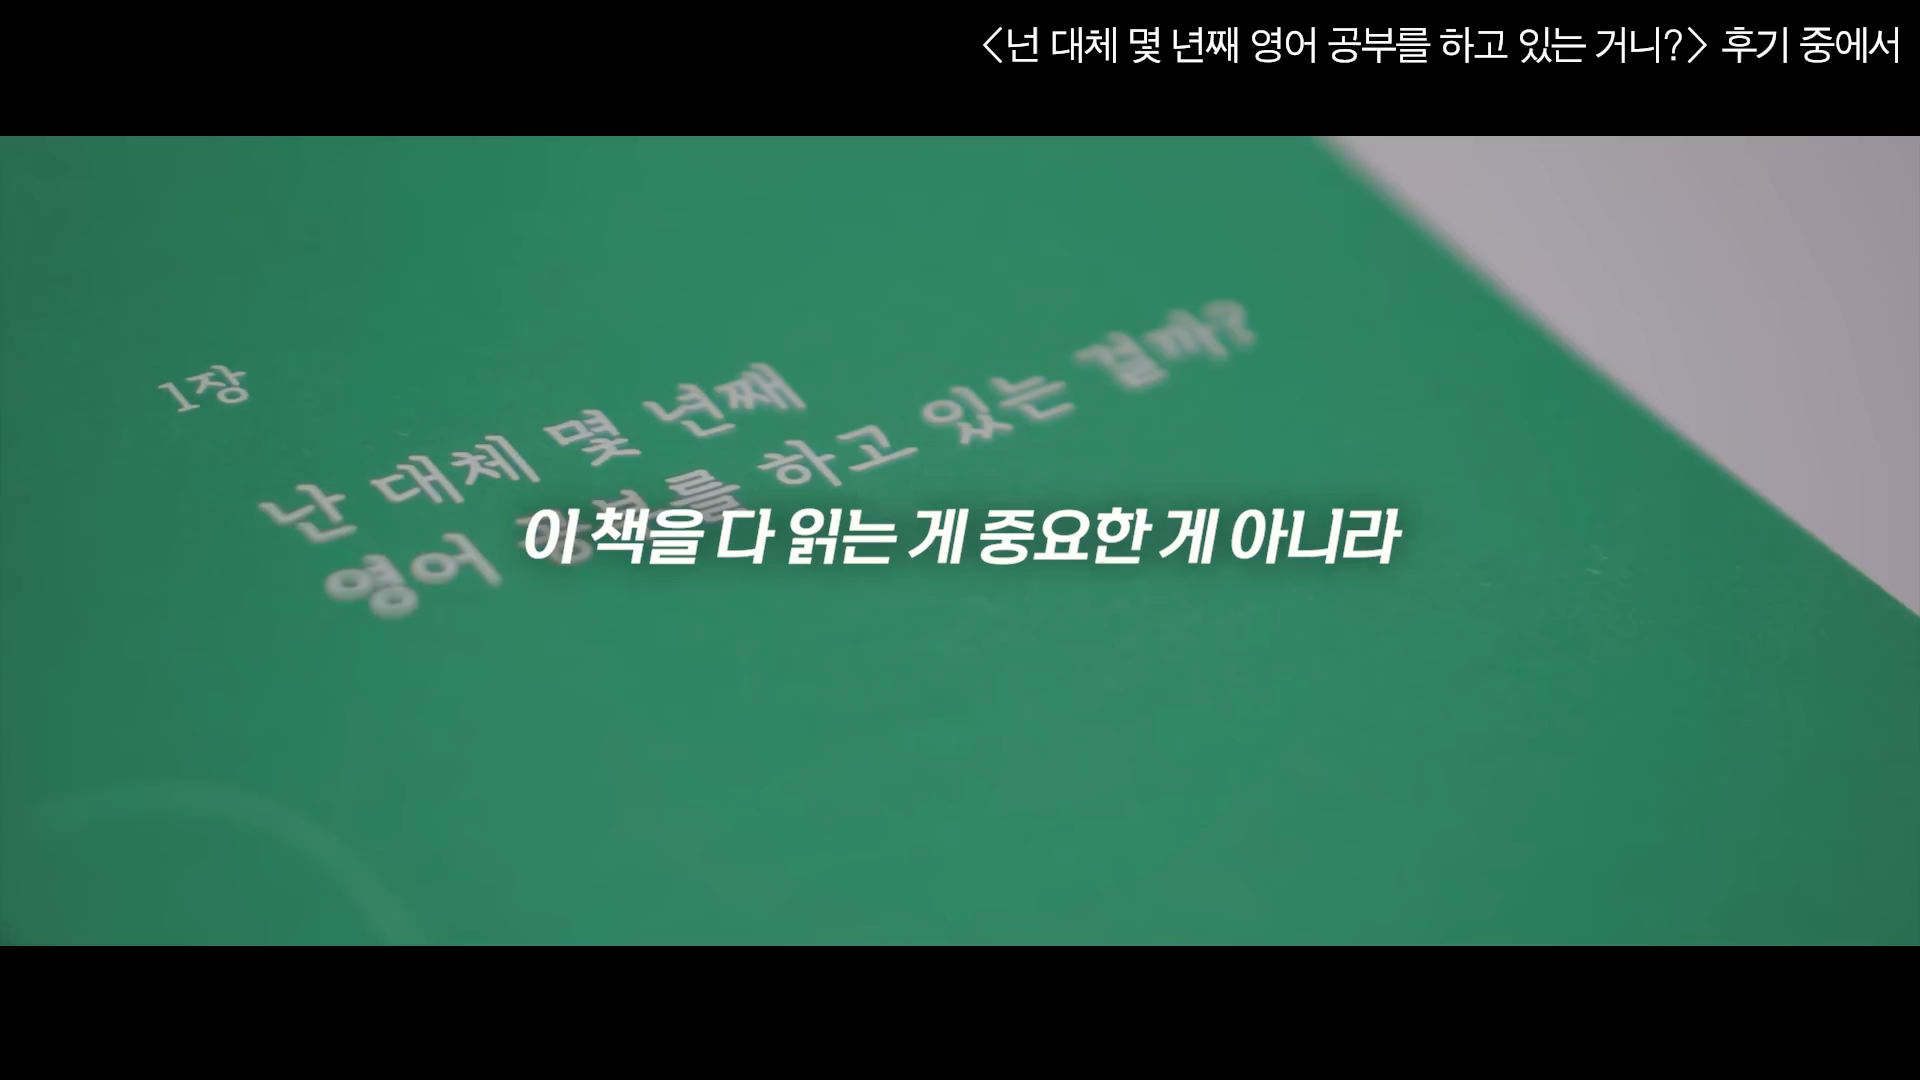 <넌 대체 몇 년째 영어 공부를 하고 있는 거니?> 후기 중에서
1장
난 대체 몇 년째
영어 공부를 하고 있는 걸까?
이 책을 다 읽는 게 중요한 게 아니라